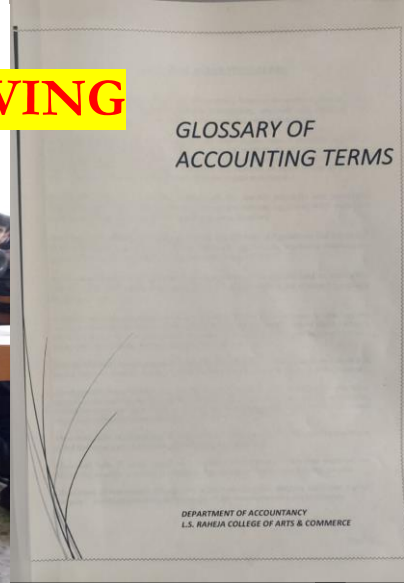 VING
GLOSSARY OF
ACCOUNTING TERMS
DEPARTMENT OF ACCOUNTANCY
L.S. RAHEJA COLLEGE OF ARTS & COMMERCE